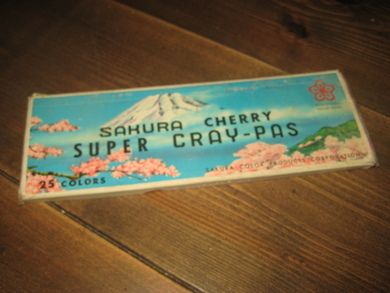 SAKURA CHERRY
SUPER CRAY-PAS
25 COLORS
SAKURA COLOR PRODUCTS CORPORATION